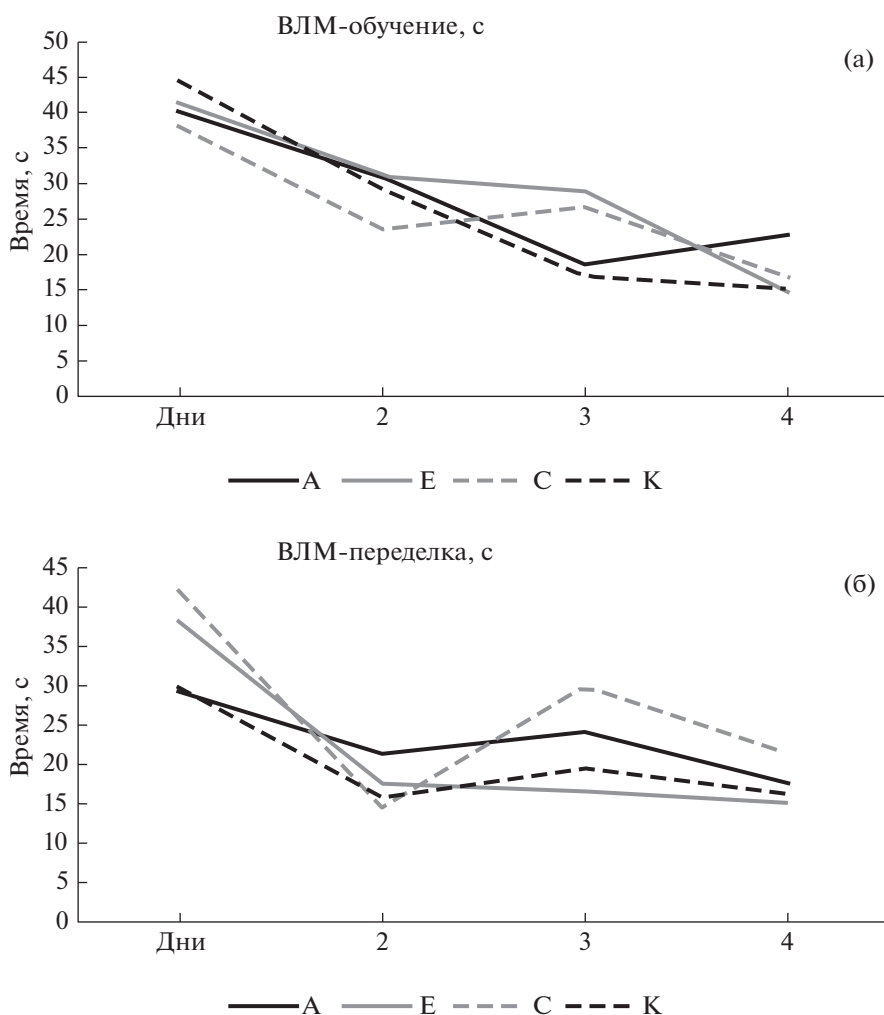 ВЛМ-обучение, с
(а)
Время, с
50
45
40
35
30
25
20
15
10
5
0
Дни 2 3 4
A E C K
ВЛМ-переделка, с
(б)
Время, с
45
40
35
30
25
20
15
10
5
0
Дни 2 3 4
A E C K